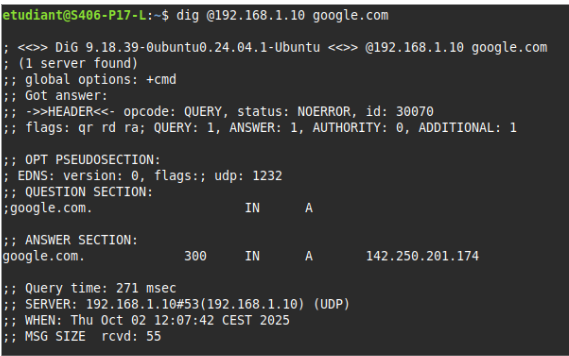 etudiant@S406-P17-L:~$ dig @192.168.1.10 google.com
; <<>> DiG 9.18.39-0ubuntu0.24.04.1-Ubuntu <<>> @192.168.1.10 google.com
; (1 server found)
;; global options: +cmd
;; Got answer:
;; ->>HEADER<<- opcode: QUERY, status: NOERROR, id: 30070
;; flags: qr rd ra; QUERY: 1, ANSWER: 1, AUTHORITY: 0, ADDITIONAL: 1
;; OPT PSEUDOSECTION:
; EDNS: version: 0, flags:; udp: 1232
;; QUESTION SECTION:
;google.com. IN A
;; ANSWER SECTION:
google.com. 300 IN A 142.250.201.174
;; Query time: 271 msec
;; SERVER: 192.168.1.10#53(192.168.1.10) (UDP)
;; WHEN: Thu Oct 02 12:07:42 CEST 2025
;; MSG SIZE rcvd: 55